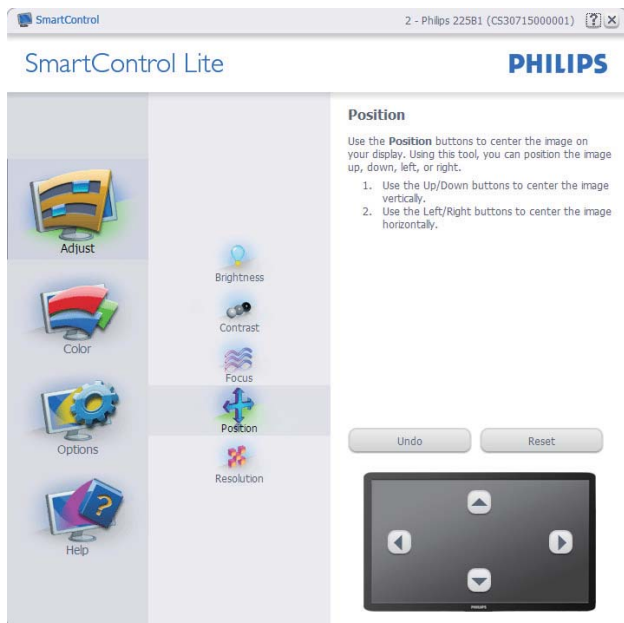 SmartControl
2 - Philips 225B1 (CS30715000001)
?
SmartControl Lite
PHILIPS
Adjust
Color
Options
Help
Brightness
Contrast
Focus
Position
Resolution
Position
Use the Position buttons to center the image on
your display. Using this tool, you can position the image
up, down, left, or right.
1. Use the Up/Down buttons to center the image
vertically.
2. Use the Left/Right buttons to center the image
horizontally.
Undo
Reset
PHILIPS